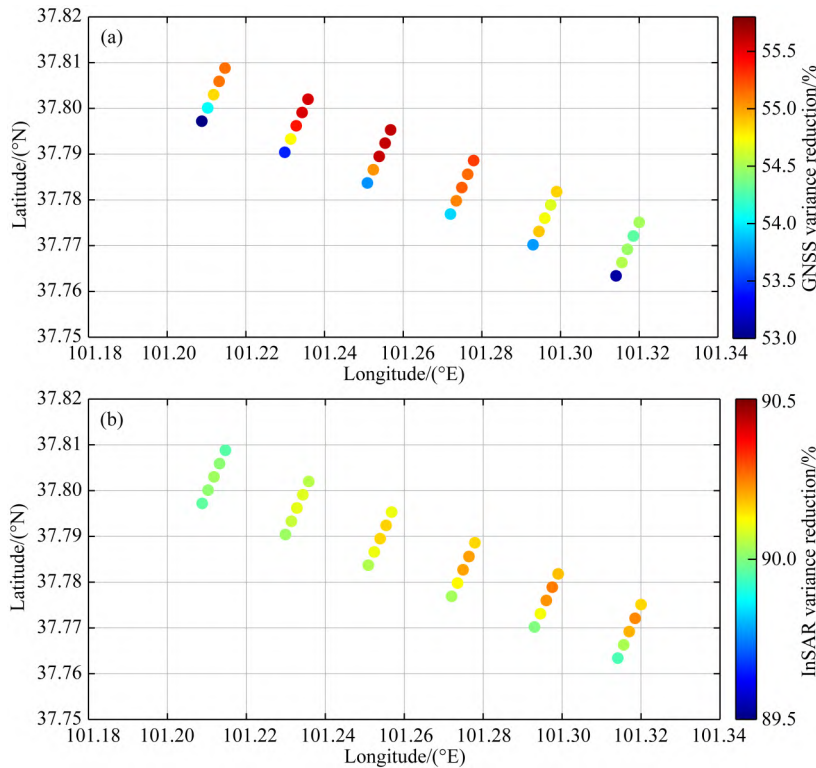 37.82
(a)
37.81
37.80
37.79
37.78
37.77
37.76
37.75
Latitude/(°N)
101.18 101.20 101.22 101.24 101.26 101.28 101.30 101.32 101.34
Longitude/(°E)
55.5
55.0
54.5
54.0
53.5
53.0
GNSS variance reduction/%
37.82
(b)
37.81
37.80
37.79
37.78
37.77
37.76
37.75
Latitude/(°N)
101.18 101.20 101.22 101.24 101.26 101.28 101.30 101.32 101.34
Longitude/(°E)
90.5
90.0
89.5
InSAR variance reduction/%